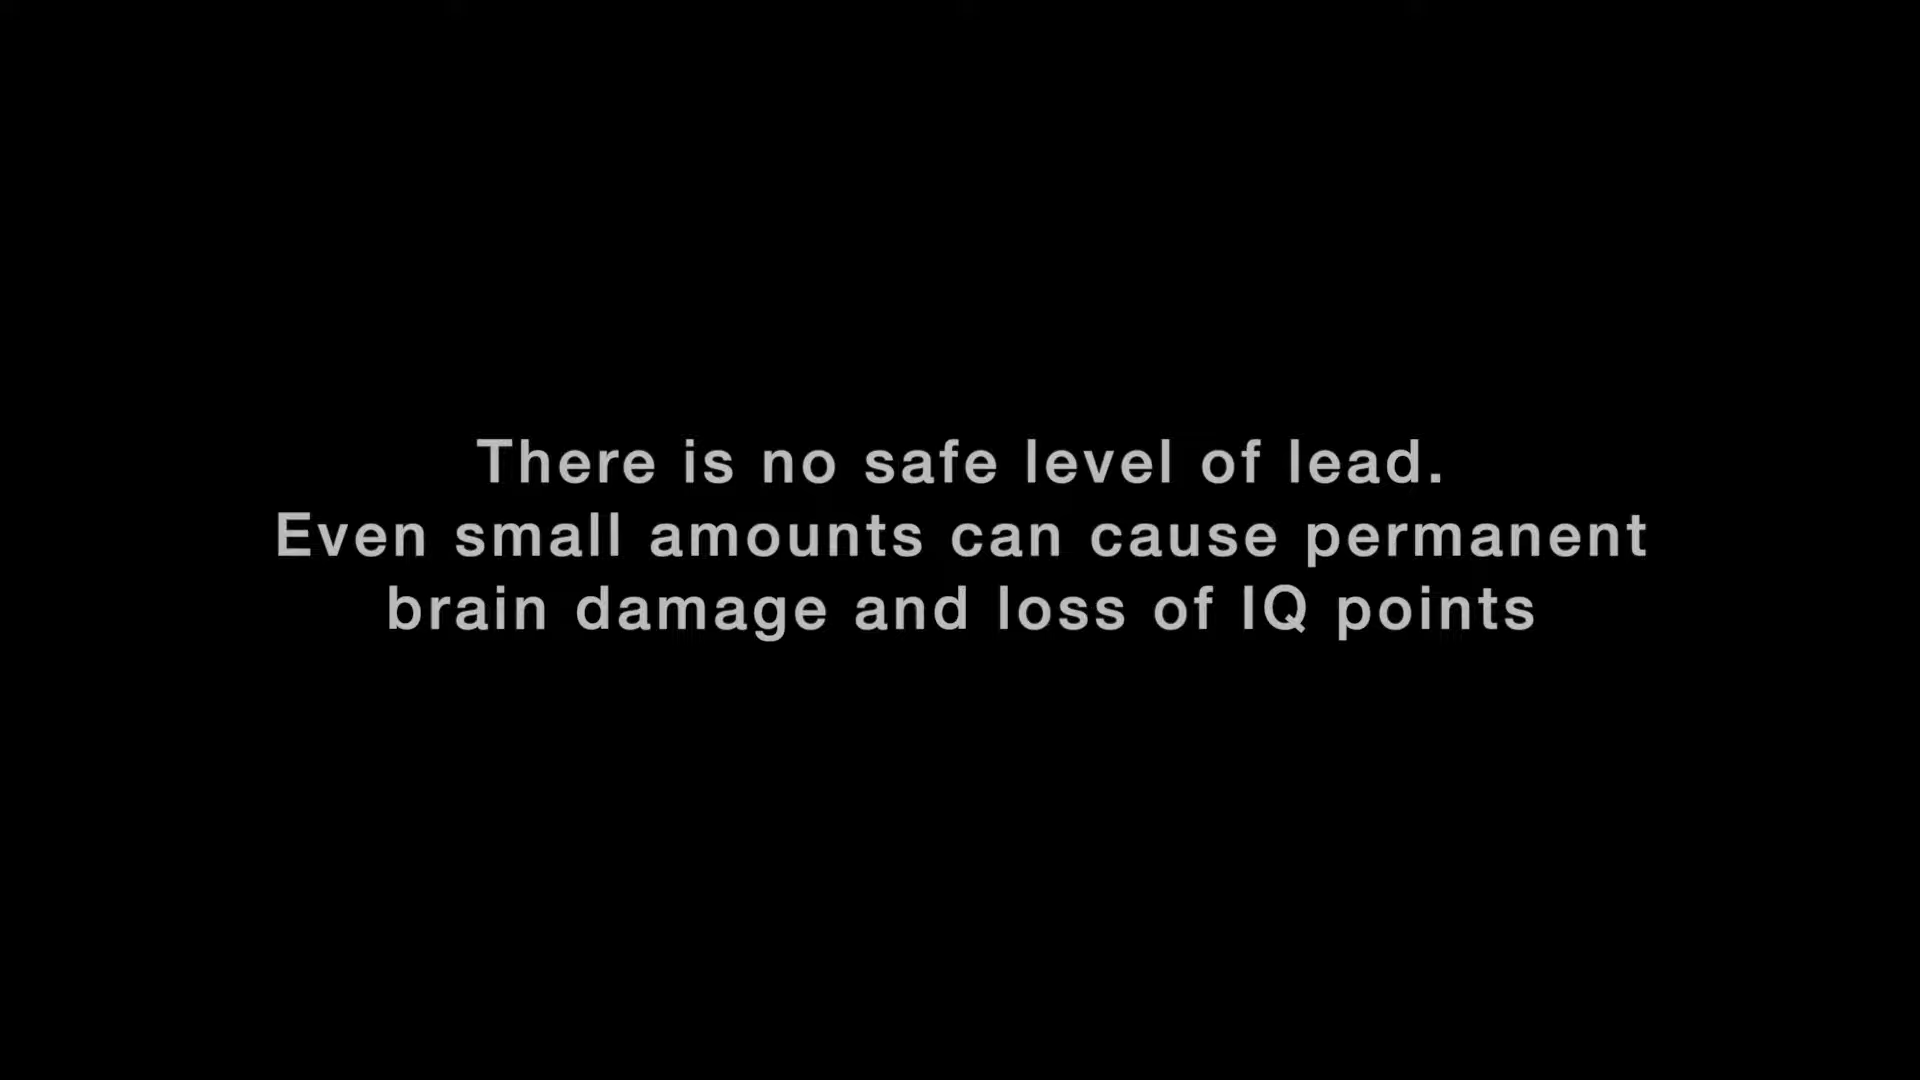 There is no safe level of lead.
Even small amounts can cause permanent
brain damage and loss of IQ points